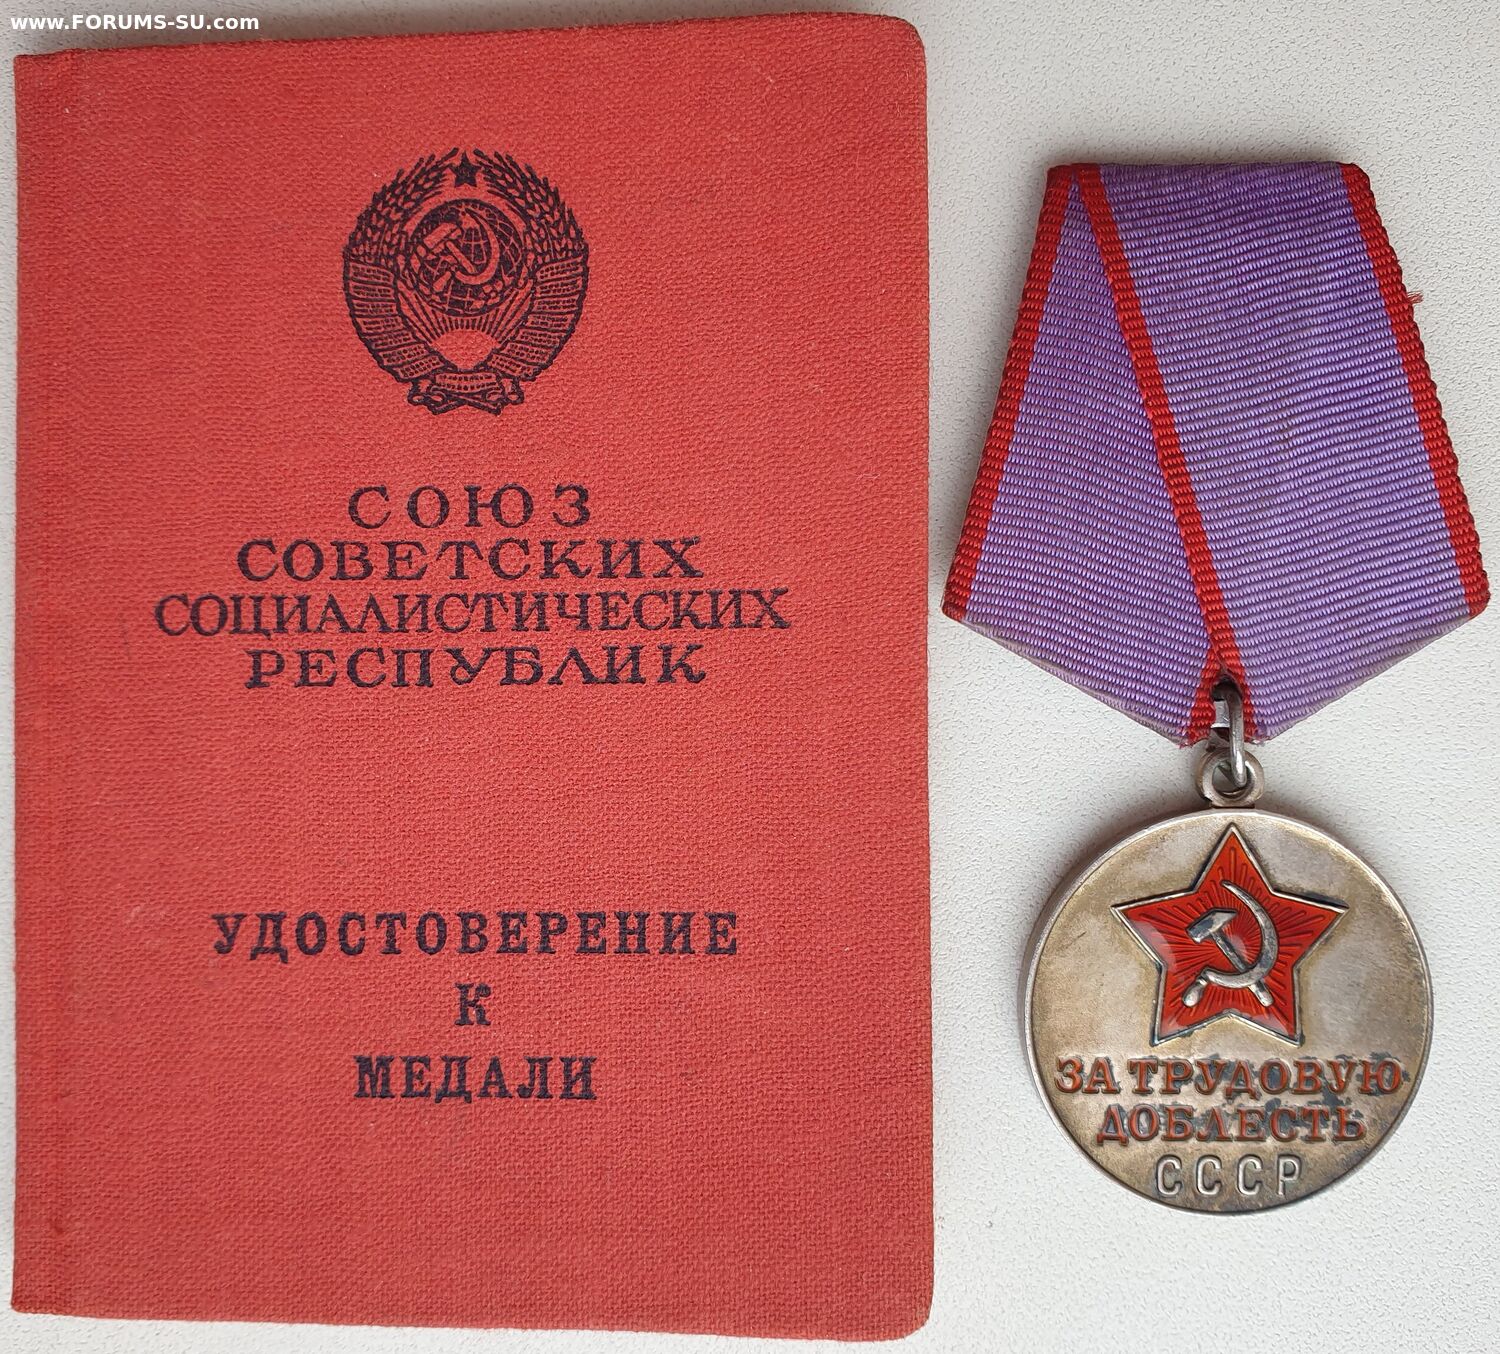 www.FORUMS-SU.com
СОЮЗ
СОВЕТСКИХ
СОЦИАЛИСТИЧЕСКИХ
РЕСПУБЛИК
УДОСТОВЕРЕНИЕ
К
МЕДАЛИ
ЗА ТРУДОВУЮ
ДОБЛЕСТЬ
СССР